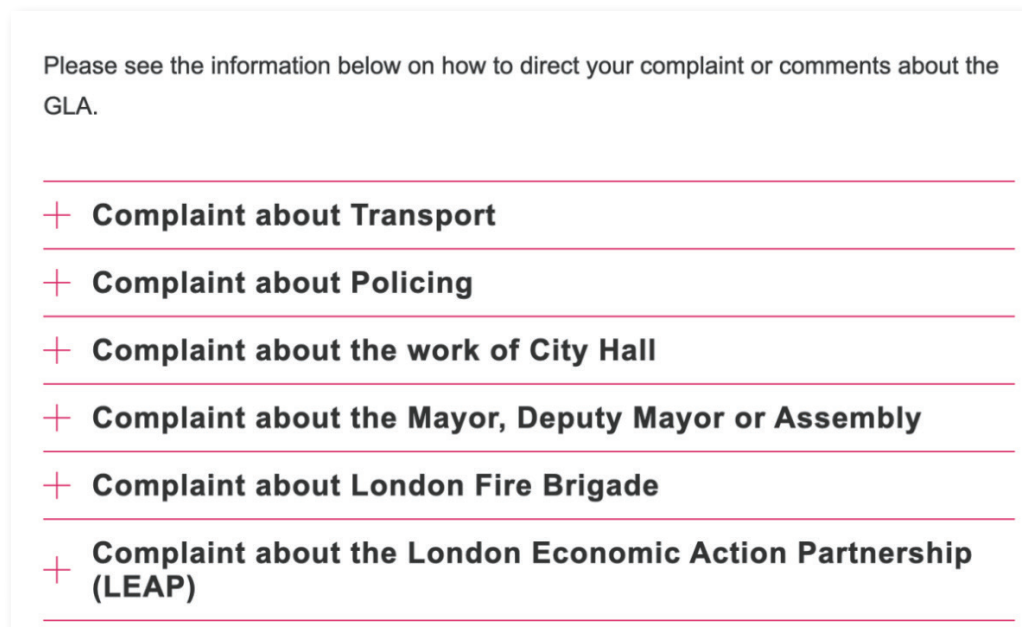 Please see the information below on how to direct your complaint or comments about the
GLA.
Complaint about Transport
Complaint about Policing
Complaint about the work of City Hall
Complaint about the Mayor, Deputy Mayor or Assembly
Complaint about London Fire Brigade
Complaint about the London Economic Action Partnership
(LEAP)